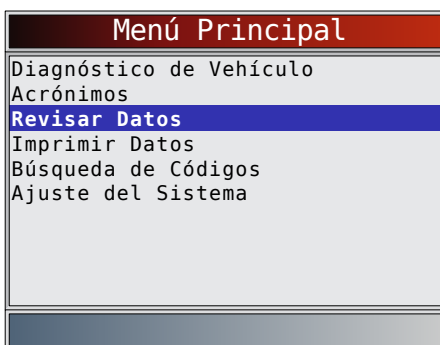 Menú Principal
Diagnóstico de Vehículo
Acrónimos
Revisar Datos
Imprimir Datos
Búsqueda de Códigos
Ajuste del Sistema